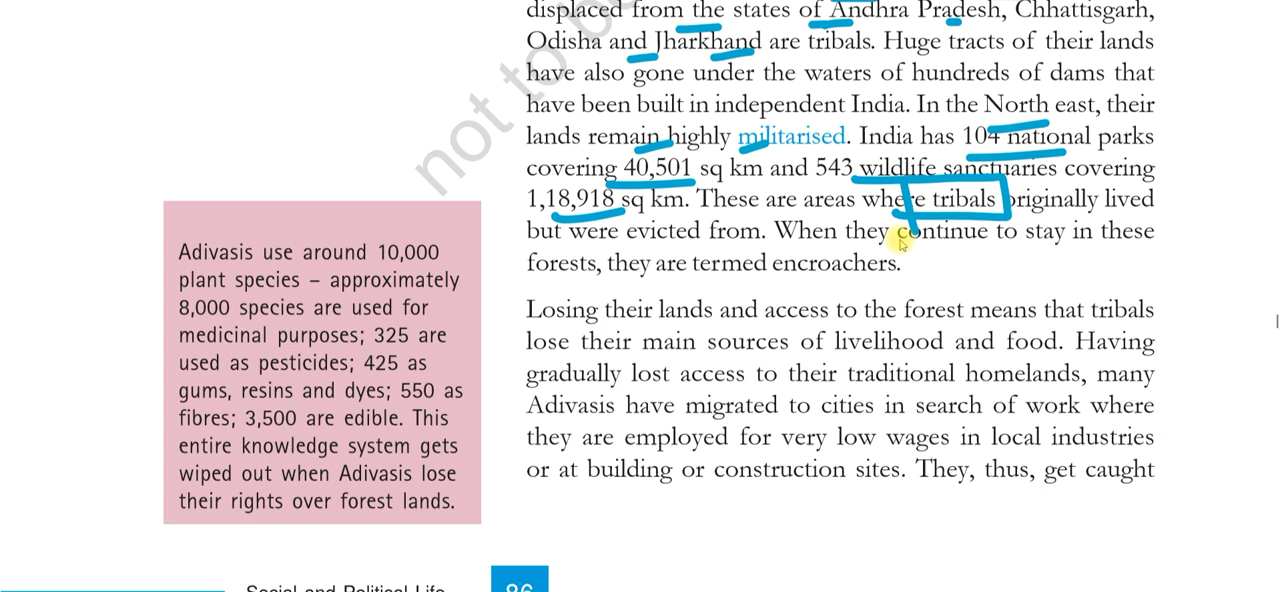 displaced from the states of Andhra Pradesh, Chhattisgarh,
Odisha and Jharkhand are tribals. Huge tracts of their lands
have also gone under the waters of hundreds of dams that
have been built in independent India. In the North east, their
lands remain highly militarised. India has 104 national parks
covering 40,501 sq km and 543 wildlife sanctuaries covering
1,18,918 sq km. These are areas where tribals originally lived
but were evicted from. When they continue to stay in these
forests, they are termed encroachers.
Losing their lands and access to the forest means that tribals
lose their main sources of livelihood and food. Having
gradually lost access to their traditional homelands, many
Adivasis have migrated to cities in search of work where
they are employed for very low wages in local industries
or at building or construction sites. They, thus, get caught
not to b
Adivasis use around 10,000
plant species – approximately
8,000 species are used for
medicinal purposes; 325 are
used as pesticides; 425 as
gums, resins and dyes; 550 as
fibres; 3,500 are edible. This
entire knowledge system gets
wiped out when Adivasis lose
their rights over forest lands.
Social and Political Life
86